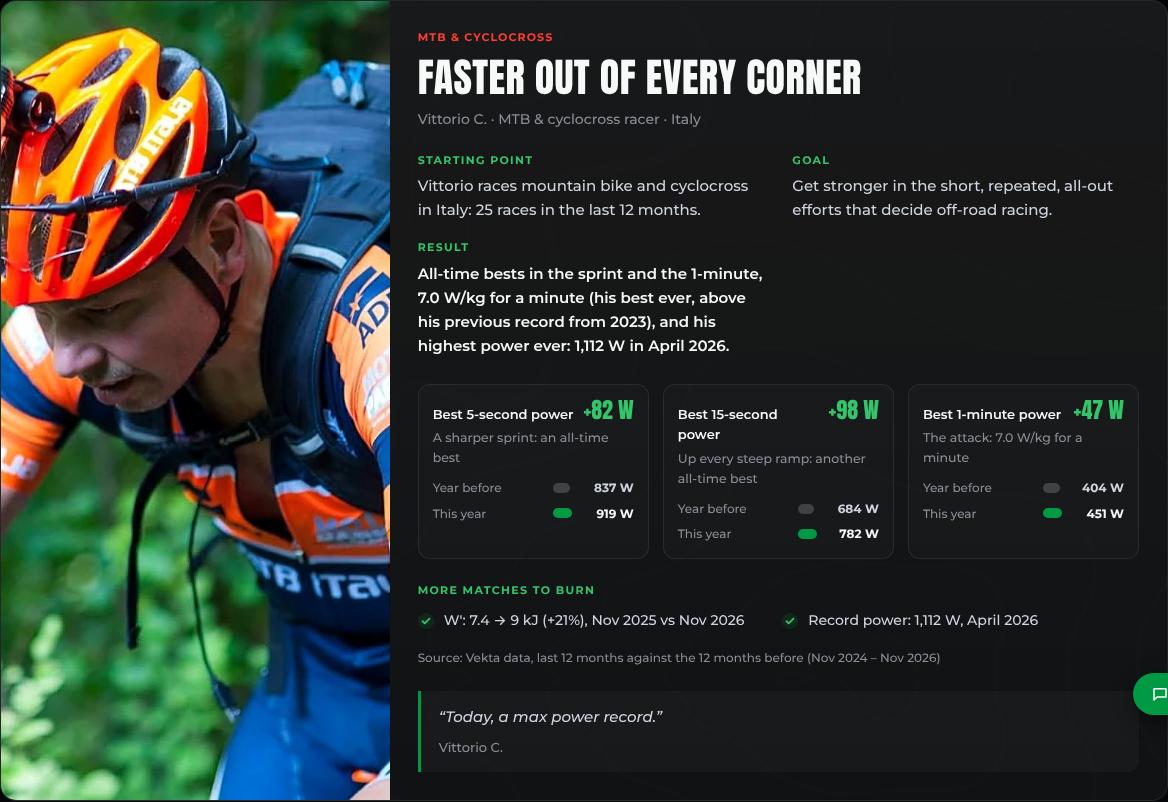 MTB & CYCLOCROSS
FASTER OUT OF EVERY CORNER
Vittorio C. · MTB & cyclocross racer · Italy
STARTING POINT
Vittorio races mountain bike and cyclocross
in Italy: 25 races in the last 12 months.
GOAL
Get stronger in the short, repeated, all-out
efforts that decide off-road racing.
RESULT
All-time bests in the sprint and the 1-minute,
7.0 W/kg for a minute (his best ever, above
his previous record from 2023), and his
highest power ever: 1,112 W in April 2026.
Best 5-second power +82 W
A sharper sprint: an all-time
best
Year before 837 W
This year 919 W
Best 15-second
power
+98 W
Up every steep ramp: another
all-time best
Year before 684 W
This year 782 W
Best 1-minute power +47 W
The attack: 7.0 W/kg for a
minute
Year before 404 W
This year 451 W
MORE MATCHES TO BURN
W': 7.4 → 9 kJ (+21%), Nov 2025 vs Nov 2026
Record power: 1,112 W, April 2026
Source: Vekta data, last 12 months against the 12 months before (Nov 2024 – Nov 2026)
“Today, a max power record.”
Vittorio C.
TB Italia
TB ITAV